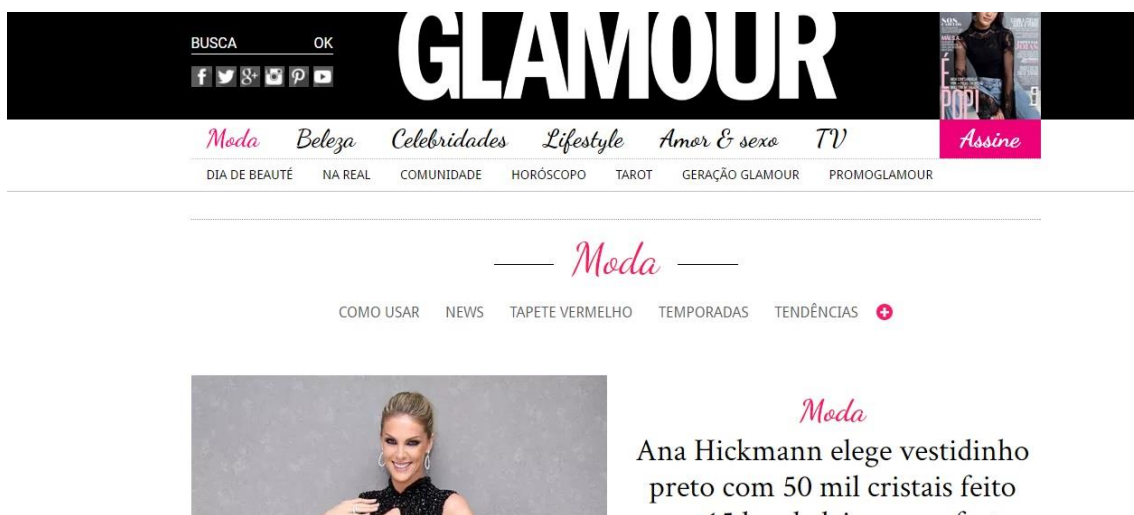 BUSCA OK
GLAMOUR
É
POP!
Moda Beleza Celebridades Lifestyle Amor & sexo TV Assine
DIA DE BEAUTÉ NA REAL COMUNIDADE HORÓSCOPO TAROT GERAÇÃO GLAMOUR PROMOGLAMOUR
Moda
COMO USAR NEWS TAPETE VERMELHO TEMPORADAS TENDÊNCIAS
Moda
Ana Hickmann elege vestidinho
preto com 50 mil cristais feito